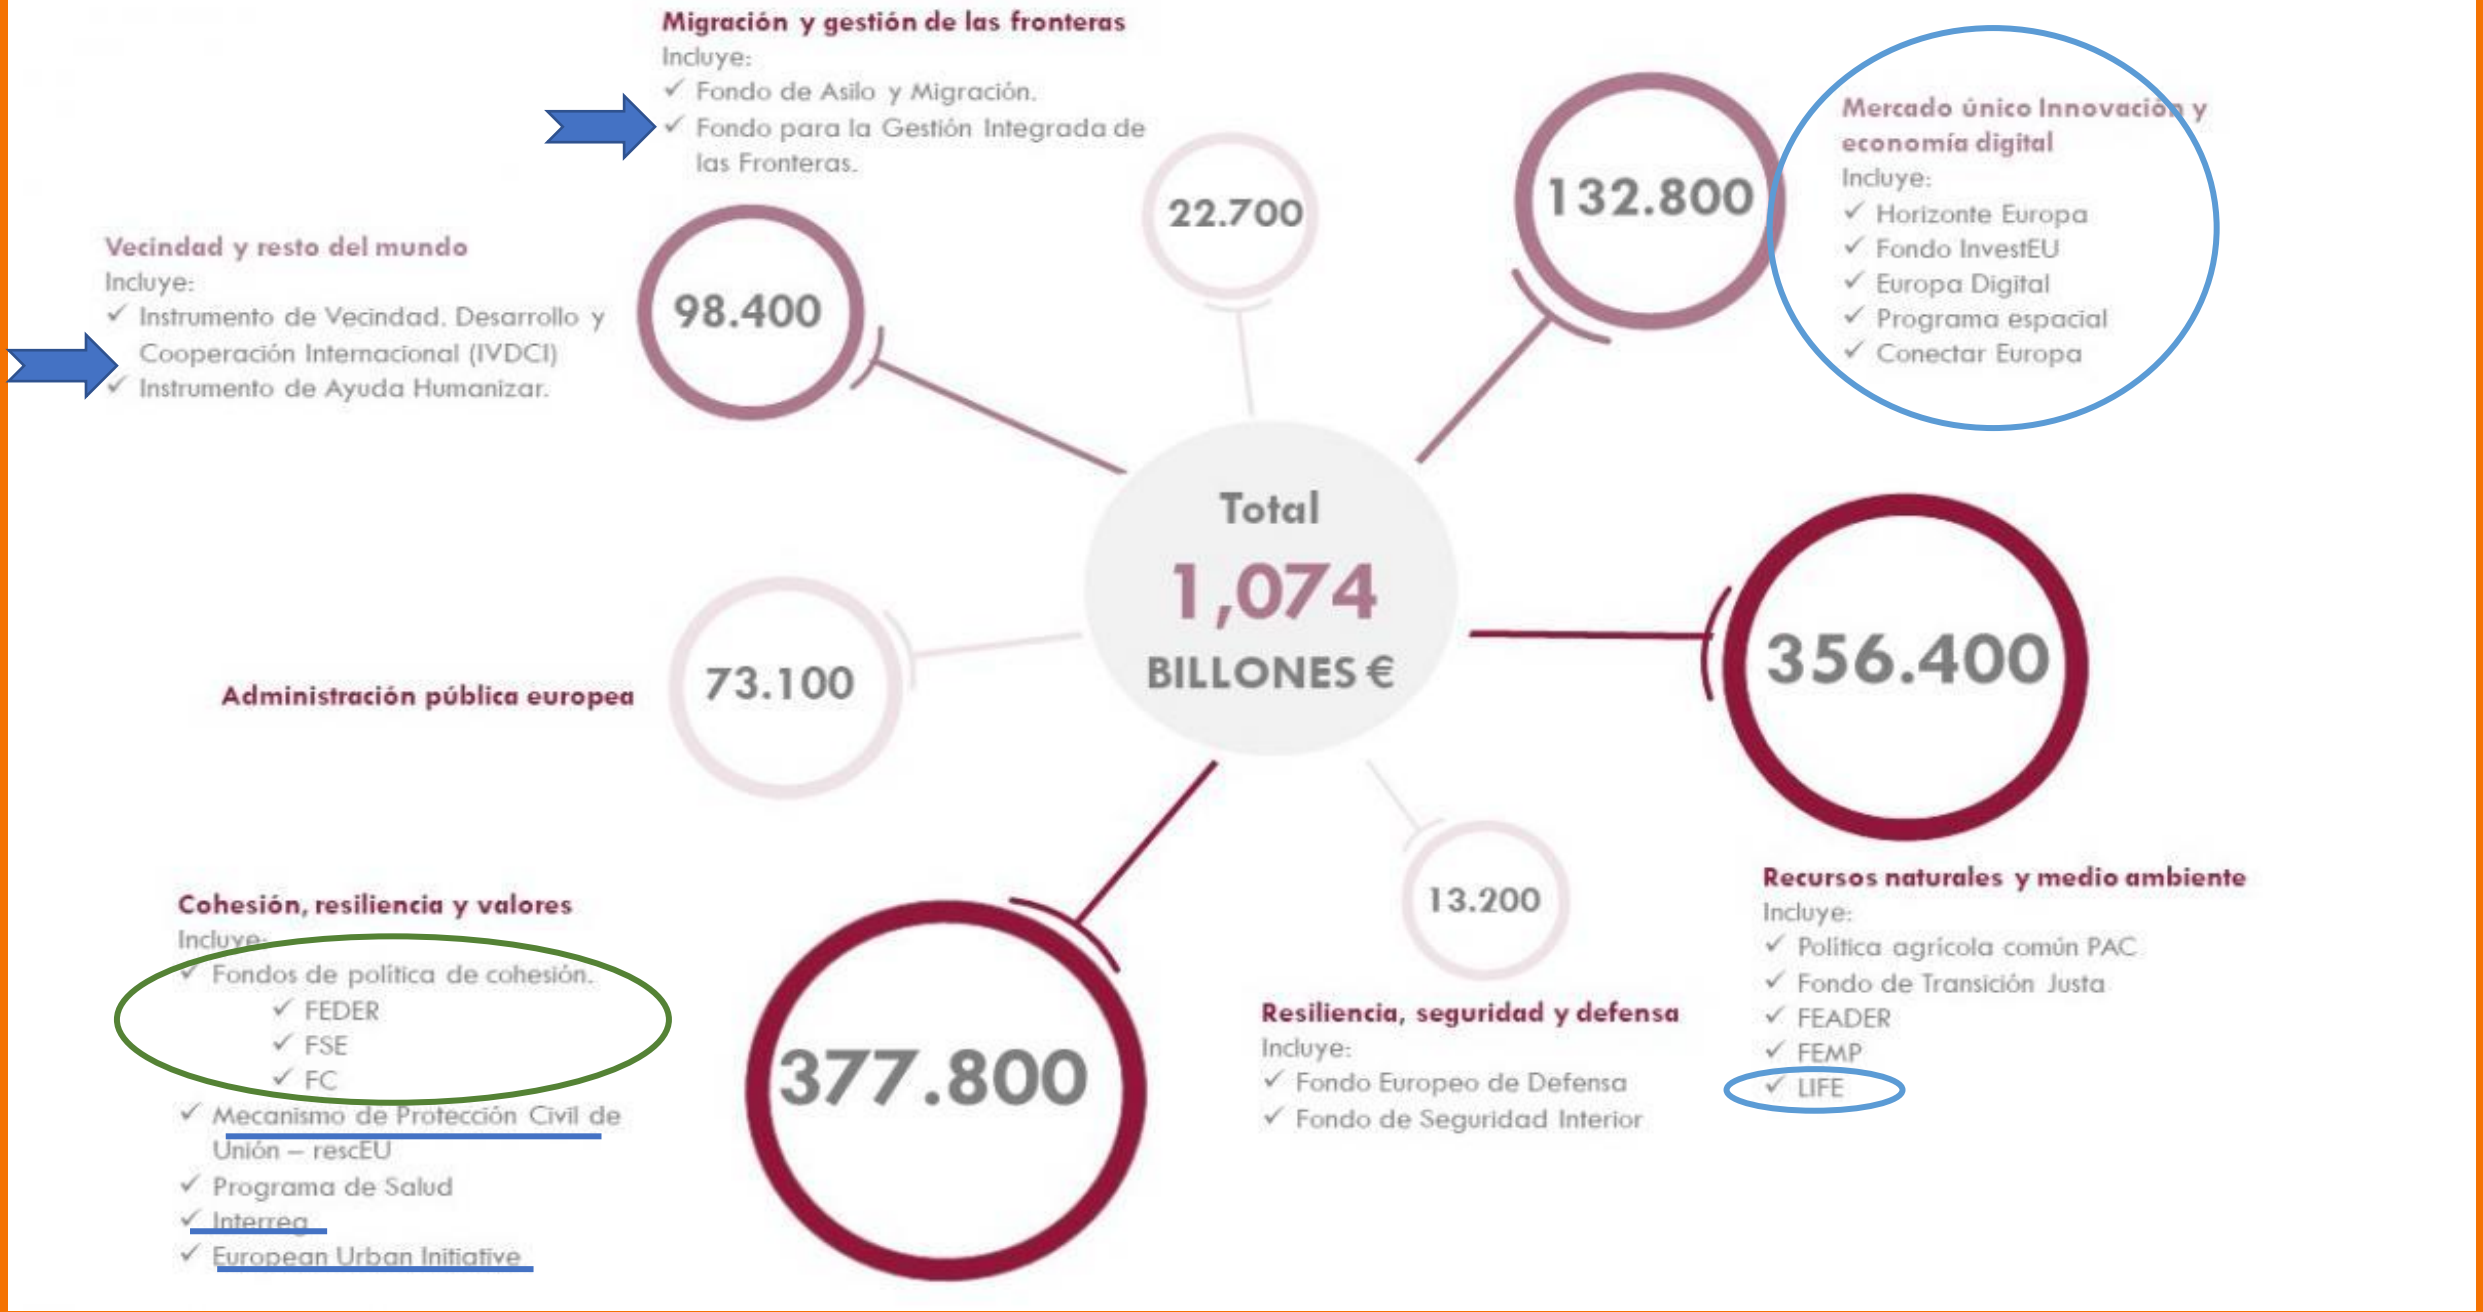 Migración y gestión de las fronteras
Incluye:
✓ Fondo de Asilo y Migración.
✓ Fondo para la Gestión Integrada de
las Fronteras.
22.700
132.800
Mercado único Innovación y
economía digital
Incluye:
✓ Horizonte Europa
✓ Fondo InvestEU
✓ Europa Digital
✓ Programa espacial
✓ Conectar Europa
Vecindad y resto del mundo
Incluye:
✓ Instrumento de Vecindad. Desarrollo y
Cooperación Internacional (IVDCI)
✓ Instrumento de Ayuda Humanizar.
98.400
Total
1,074
BILLONES €
356.400
Administración pública europea
73.100
Cohesión, resiliencia y valores
Incluye:
✓ Fondos de política de cohesión.
✓ FEDER
✓ FSE
✓ FC
✓ Mecanismo de Protección Civil de
Unión – rescEU
✓ Programa de Salud
✓ Interreg
✓ European Urban Initiative
377.800
13.200
Resiliencia, seguridad y defensa
Incluye:
✓ Fondo Europeo de Defensa
✓ Fondo de Seguridad Interior
Recursos naturales y medio ambiente
Incluye:
✓ Política agrícola común PAC
✓ Fondo de Transición Justa
✓ FEADER
✓ FEMP
✓ LIFE